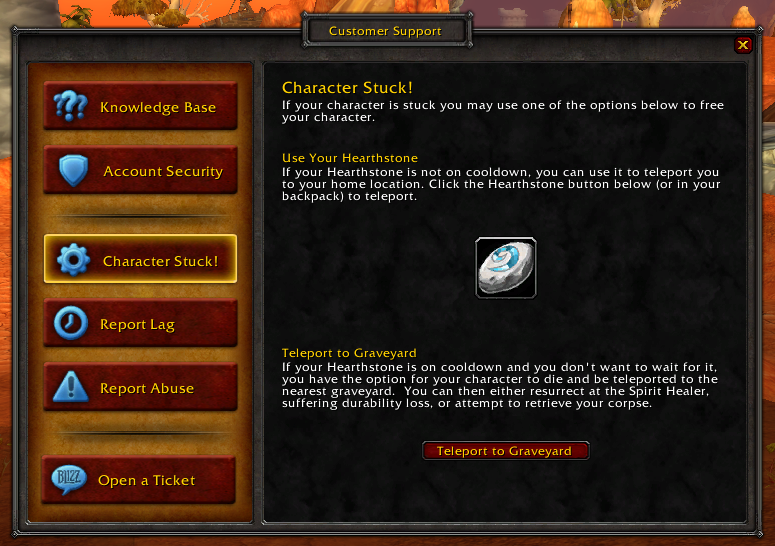 Customer Support
Knowledge Base
Account Security
Character Stuck!
Report Lag
Report Abuse
BLIZZ
Open a Ticket
Character Stuck!
If your character is stuck you may use one of the options below to free
your character.
Use Your Hearthstone
If your Hearthstone is not on cooldown, you can use it to teleport you
to your home location. Click the Hearthstone button below (or in your
backpack) to teleport.
Teleport to Graveyard
If your Hearthstone is on cooldown and you don't want to wait for it,
you have the option for your character to die and be teleported to the
nearest graveyard.  You can then either resurrect at the Spirit Healer,
suffering durability loss, or attempt to retrieve your corpse.
Teleport to Graveyard